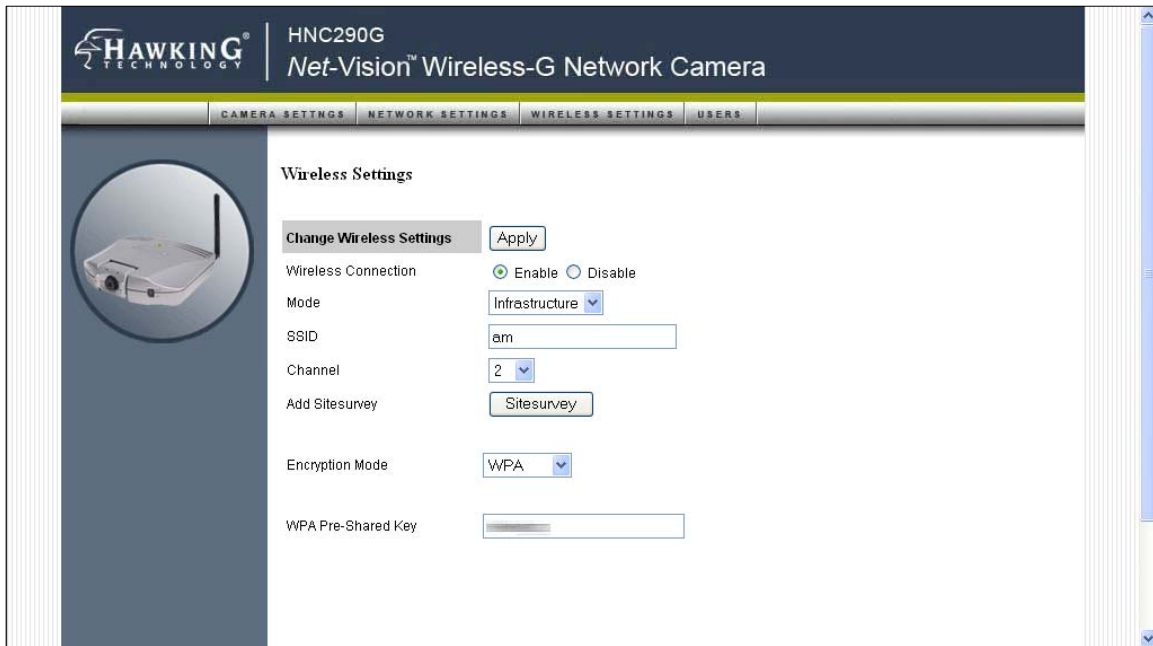 HAWKING®
TECHNOLOGY
HNC290G
Net-Vision™ Wireless-G Network Camera
CAMERA SETTNGS NETWORK SETTINGS WIRELESS SETTINGS USERS
Wireless Settings
Change Wireless Settings Apply
Wireless Connection Enable Disable
Mode Infrastructure
SSID am
Channel 2
Add Sitesurvey Sitesurvey
Encryption Mode WPA
WPA Pre-Shared Key